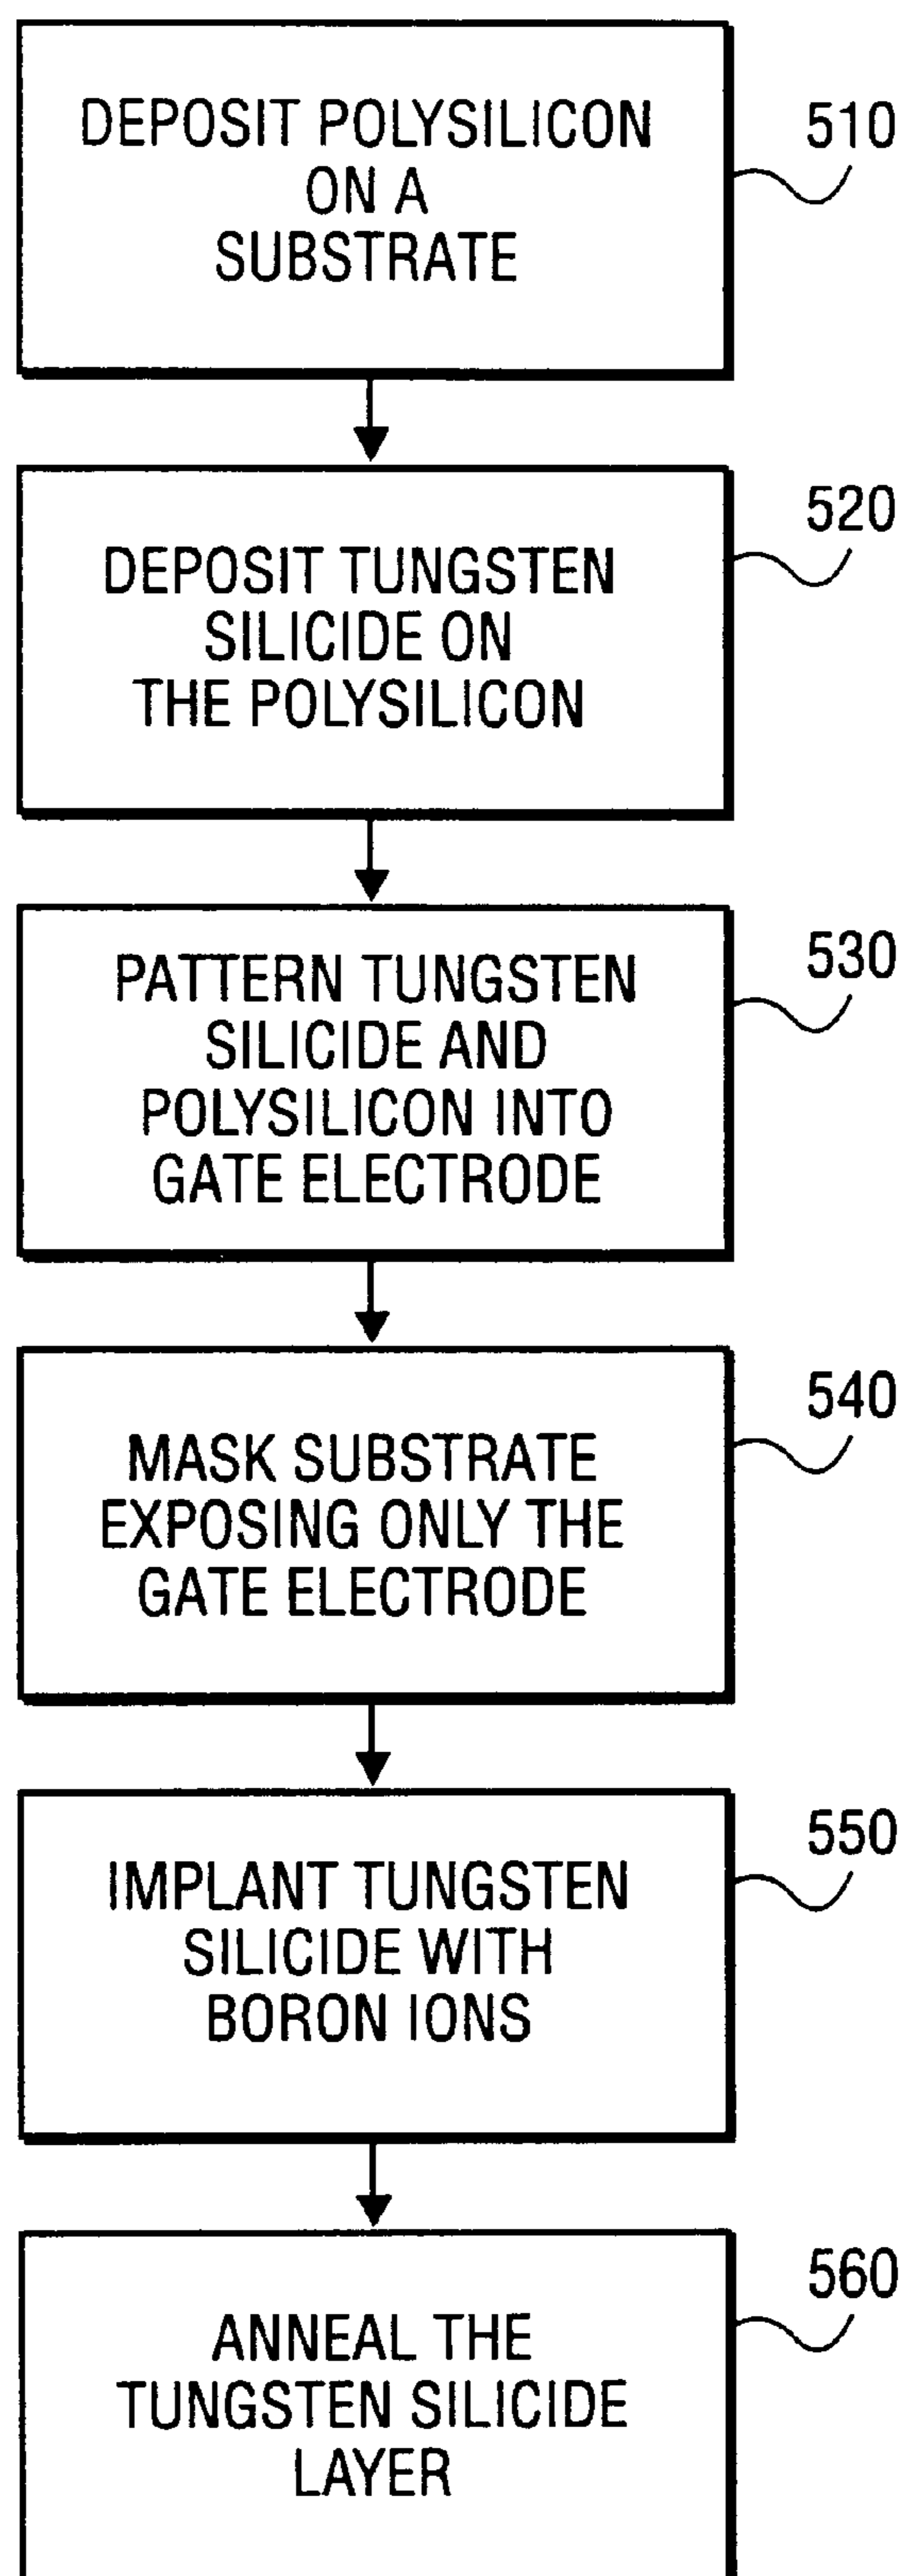 DEPOSIT POLYSILICON
ON A
SUBSTRATE
510
DEPOSIT TUNGSTEN
SILICIDE ON
THE POLYSILICON
520
PATTERN TUNGSTEN
SILICIDE AND
POLYSILICON INTO
GATE ELECTRODE
530
MASK SUBSTRATE
EXPOSING ONLY THE
GATE ELECTRODE
540
IMPLANT TUNGSTEN
SILICIDE WITH
BORON IONS
550
ANNEAL THE
TUNGSTEN SILICIDE
LAYER
560